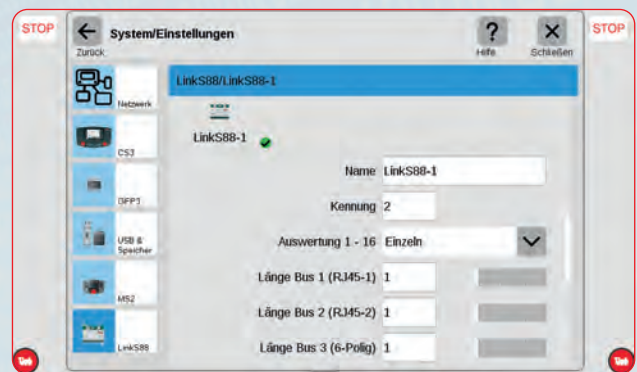 STOP
STOP
System/Einstellungen
Zurück
Hilfe
Schließen
Netzwerk
CS3
GFP3
USB &
Speicher
MS2
LinkS88
LinkS88/LinkS88-1
LinkS88-1
Name LinkS88-1
Kennung 2
Auswertung 1 - 16 Einzeln
Länge Bus 1 (RJ45-1) 1
Länge Bus 2 (RJ45-2) 1
Länge Bus 3 (6-Polig) 1